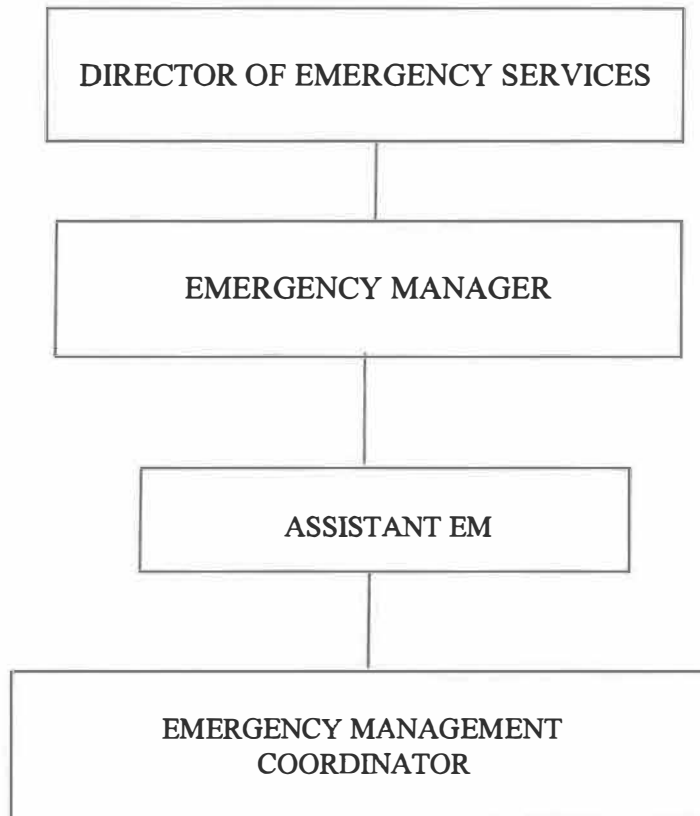 DIRECTOR OF EMERGENCY SERVICES
EMERGENCY MANAGER
ASSISTANT EM
EMERGENCY MANAGEMENT
COORDINATOR